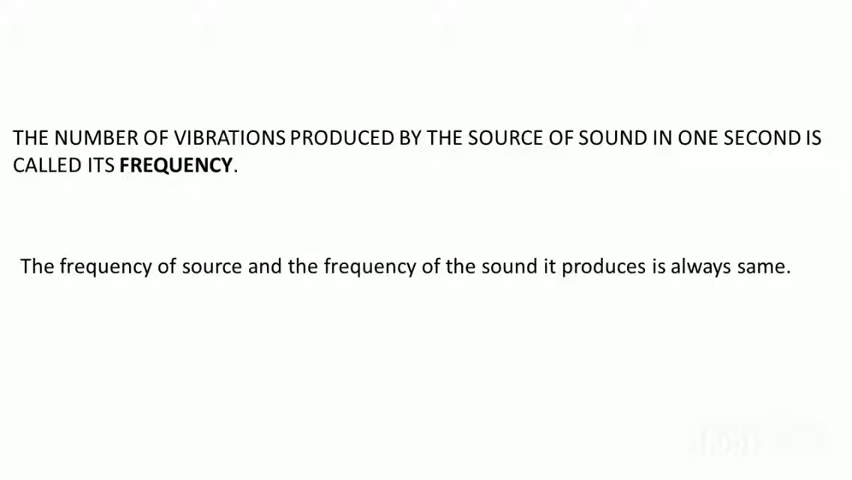 THE NUMBER OF VIBRATIONS PRODUCED BY THE SOURCE OF SOUND IN ONE SECOND IS
CALLED ITS FREQUENCY.
The frequency of source and the frequency of the sound it produces is always same.